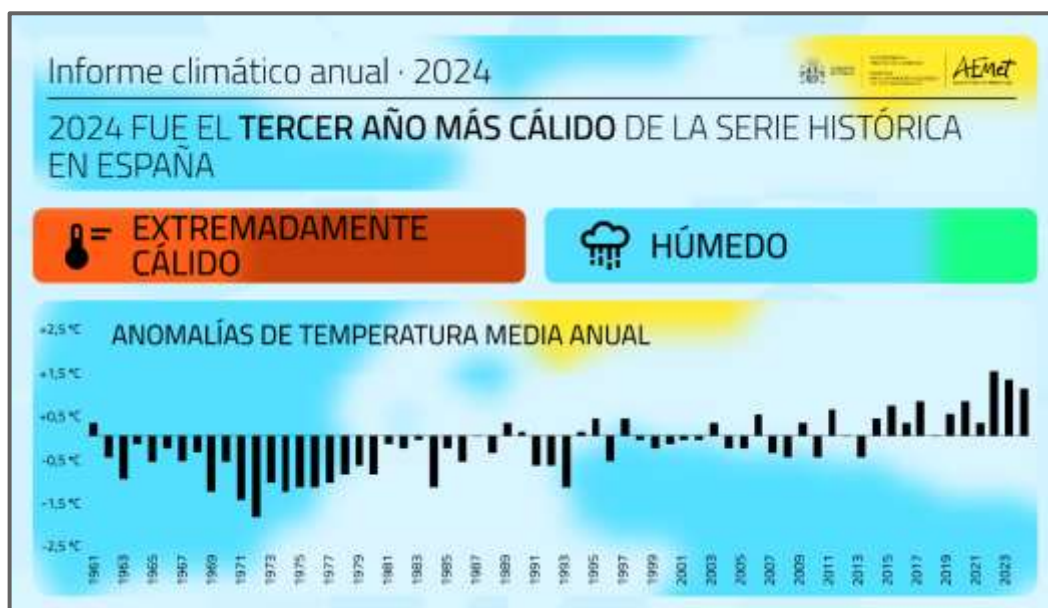 Informe climático anual · 2024
AEMet
2024 FUE EL TERCER AÑO MÁS CÁLIDO DE LA SERIE HISTÓRICA
EN ESPAÑA
EXTREMADAMENTE
CÁLIDO
HÚMEDO
ANOMALÍAS DE TEMPERATURA MEDIA ANUAL
+2,5 ºC
+1,5 ºC
+0,5 ºC
-0,5 ºC
-1,5 ºC
-2,5 ºC
1961 1963 1965 1967 1969 1971 1973 1975 1977 1979 1981 1983 1985 1987 1989 1991 1993 1995 1997 1999 2001 2003 2005 2007 2009 2011 2013 2015 2017 2019 2021 2023